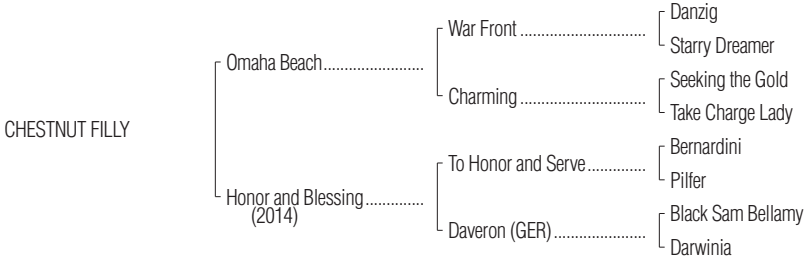 Danzig
War Front ..............................
Starry Dreamer
Omaha Beach........................
Seeking the Gold
Charming ..............................
Take Charge Lady
CHESTNUT FILLY
Bernardini
To Honor and Serve..............
Pilfer
Honor and Blessing..............
(2014)
Black Sam Bellamy
Daveron (GER) ......................
Darwinia